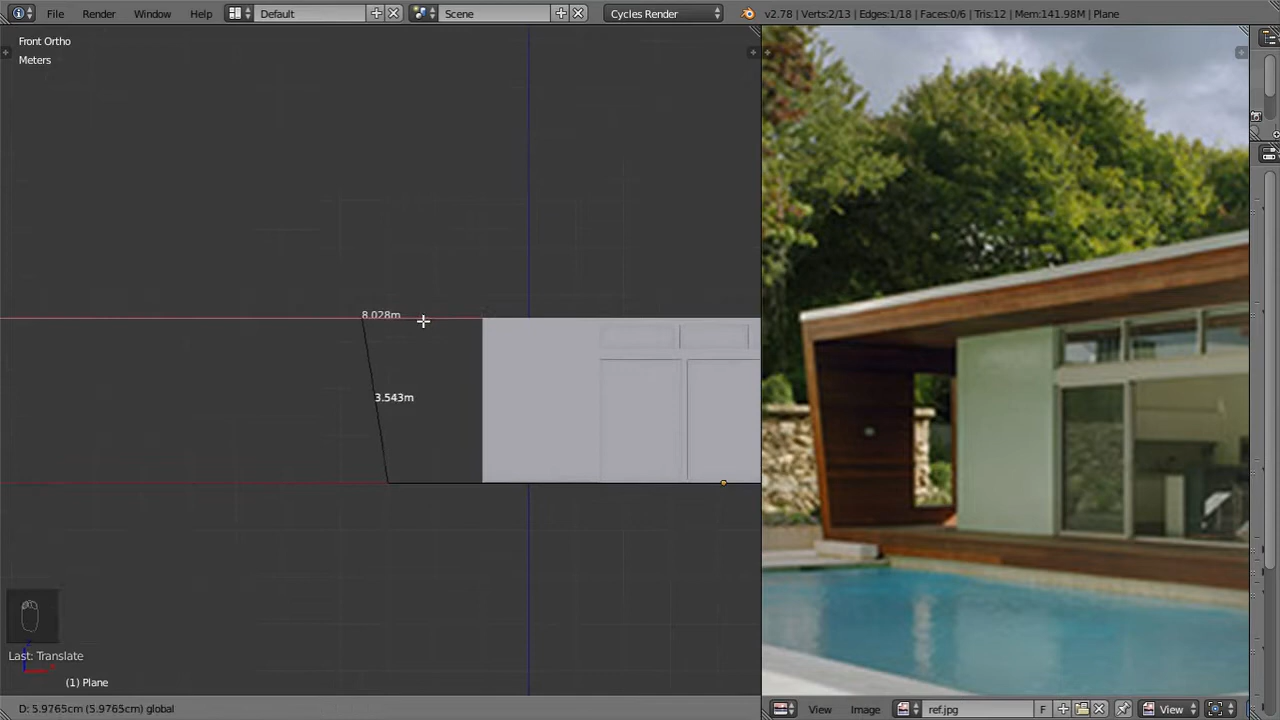 File Render Window Help Default Scene Cycles Render v2.78 | Verts:2/13 | Edges:1/18 | Faces:0/6 | Tris:12 | Mem:141.98M | Plane
Front Ortho
Meters
8.028m
3.543m
Last: Translate
(1) Plane
D: 5.9765cm (5.9765cm) global
View Image ref.jpg F View